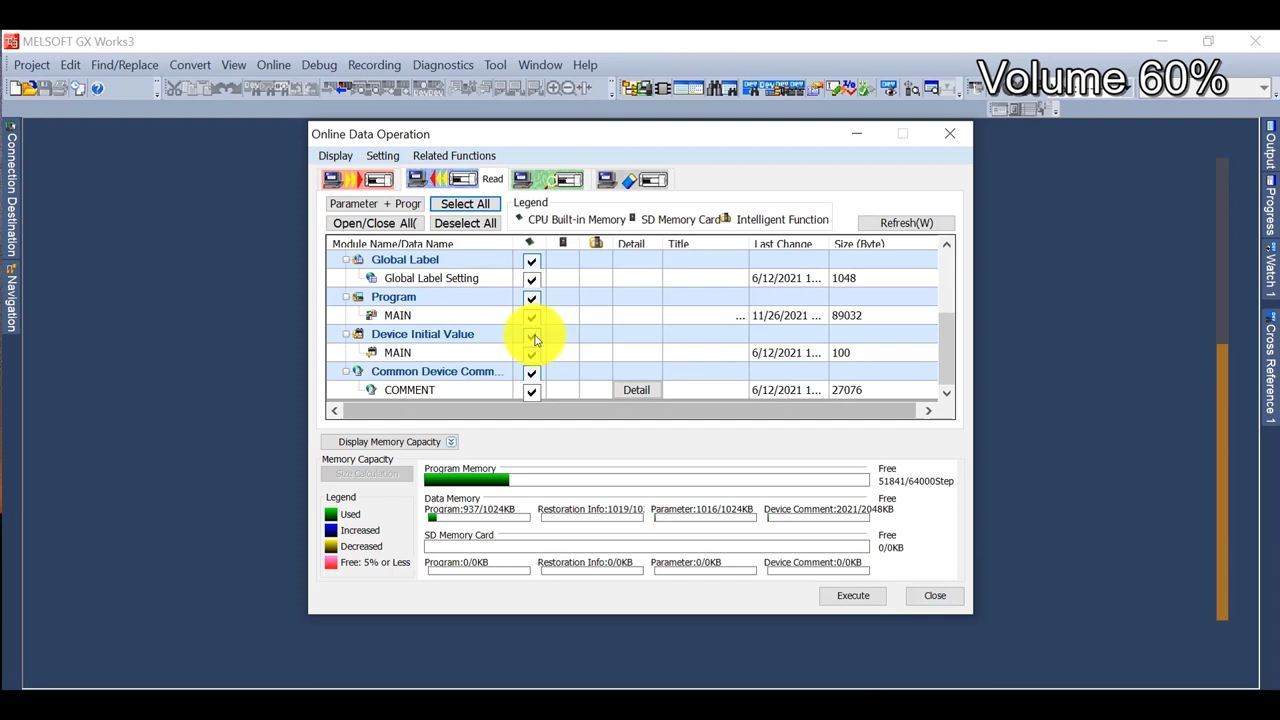 MELSOFT GX Works3
Volume 60%
Project Edit Find/Replace Convert View Online Debug Recording Diagnostics Tool Window Help
Connection Destination
Navigation
Output
Progress
Watch 1
Cross Reference 1
Online Data Operation
Display Setting Related Functions
Read
Parameter + Progr
Select All
Legend
Open/Close All(
Deselect All
CPU Built-in Memory
SD Memory Card
Intelligent Function
Refresh(W)
Module Name/Data Name Detail Title Last Change Size (Byte)
Global Label
Global Label Setting 6/12/2021 1... 1048
Program
MAIN ... 11/26/2021 ... 89032
Device Initial Value
MAIN 6/12/2021 1... 100
Common Device Comm...
COMMENT Detail 6/12/2021 1... 27076
Display Memory Capacity
Memory Capacity
Size Calculation
Legend
Used
Increased
Decreased
Free: 5% or Less
Program Memory
Free
51841/64000Step
Data Memory
Free
Program:937/1024KB Restoration Info:1019/10 Parameter:1016/1024KB Device Comment:2021/2048KB
SD Memory Card
Free
0/0KB
Program:0/0KB Restoration Info:0/0KB Parameter:0/0KB Device Comment:0/0KB
Execute
Close